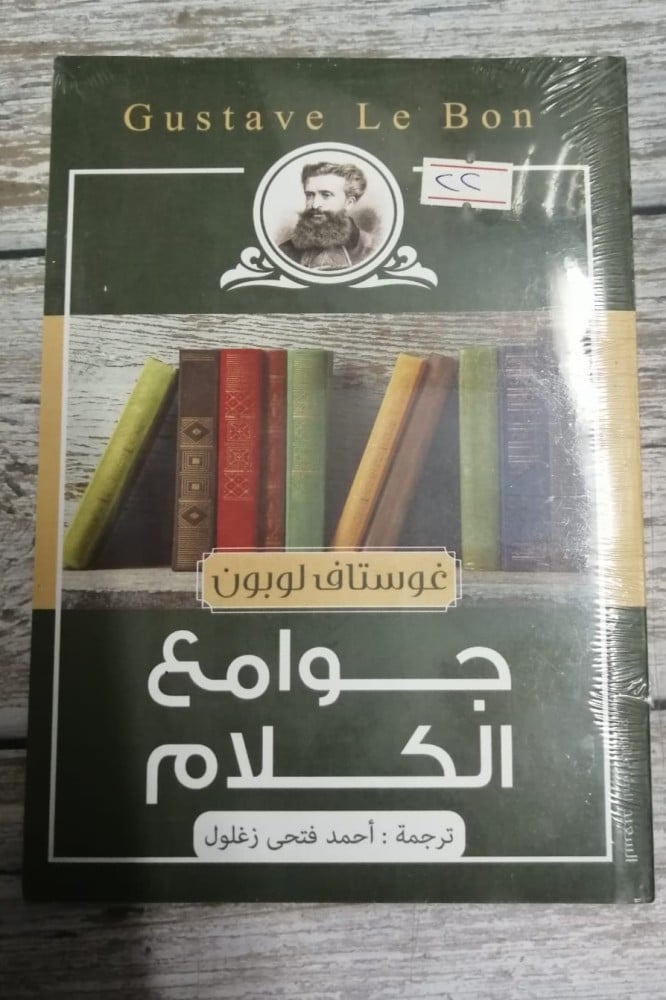 Gustave Le Bon
٢٢
غوستاف لوبون
جوامع
الكلام
ترجمة : أحمد فتحى زغلول